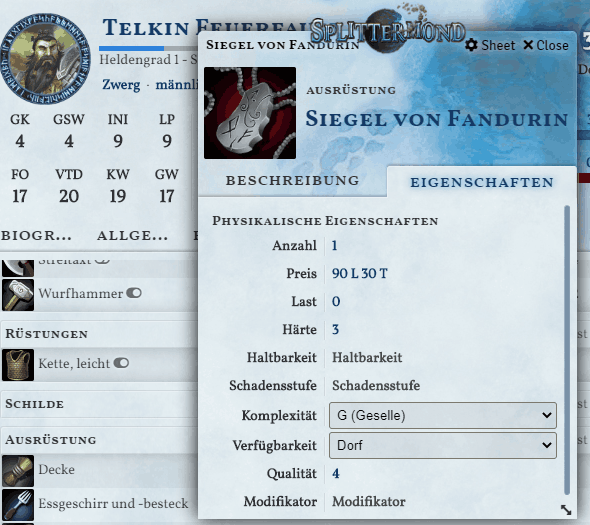 TELKIN FEUERFAU
SPLITTERMOND
SIEGEL VON FANDURIN
Sheet
Close
Heldengrad 1 - S
Zwerg · männli
GK GSW INI LP
4 4 9 9
FO VTD KW GW
17 20 19 17
BIOGR... ALLGE...
AUSRÜSTUNG
SIEGEL VON FANDURIN
BESCHREIBUNG
EIGENSCHAFTEN
PHYSIKALISCHE EIGENSCHAFTEN
Anzahl 1
Preis 90 L 30 T
Last 0
Härte 3
Haltbarkeit Haltbarkeit
Schadensstufe Schadensstufe
Komplexität G (Geselle)
Verfügbarkeit Dorf
Qualität 4
Modifikator Modifikator
Streitaxt
Wurfhammer
RÜSTUNGEN
Kette, leicht
SCHILDE
AUSRÜSTUNG
Decke
Essgeschirr und -besteck